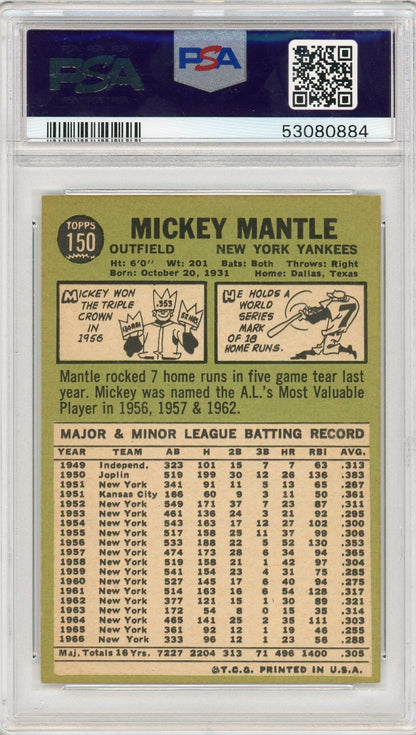 PSA
PSA
53080884
TOPPS
150
MICKEY MANTLE
OUTFIELD NEW YORK YANKEES
Ht: 6'0" Wt: 201 Bats: Both Throws: Right
Born: October 20, 1931 Home: Dallas, Texas
MICKEY WON
THE TRIPLE
CROWN
IN
1956
.353
HE HOLDS A
WORLD
SERIES
MARK
OF 18
HOME RUNS.
7
Mantle rocked 7 home runs in five game tear last
year. Mickey was named the A.L.'s Most Valuable
Player in 1956, 1957 & 1962.
MAJOR & MINOR LEAGUE BATTING RECORD
YEAR TEAM AB H 2B 3B HR RBI AVG.
1949 Independ. 323 101 15 7 7 63 .313
1950 Joplin 519 199 30 12 26 136 .383
1951 New York 341 91 11 5 13 65 .267
1951 Kansas City 166 60 9 3 11 50 .361
1952 New York 549 171 37 7 23 87 .311
1953 New York 461 136 24 3 21 92 .295
1954 New York 543 163 17 12 27 102 .300
1955 New York 517 158 25 11 37 99 .306
1956 New York 533 188 22 5 52 130 .353
1957 New York 474 173 28 6 34 94 .365
1958 New York 519 158 21 1 42 97 .304
1959 New York 541 154 23 4 31 75 .285
1960 New York 527 145 17 6 40 94 .275
1961 New York 514 163 16 6 54 128 .317
1962 New York 377 121 15 1 30 89 .321
1963 New York 172 54 8 0 15 35 .314
1964 New York 465 141 25 2 35 111 .303
1965 New York 361 92 12 1 19 46 .255
1966 New York 333 96 12 1 23 56 .288
Maj. Totals 16 Yrs. 7227 2204 313 71 496 1400 .305
©T.C.G. PRINTED IN U.S.A.